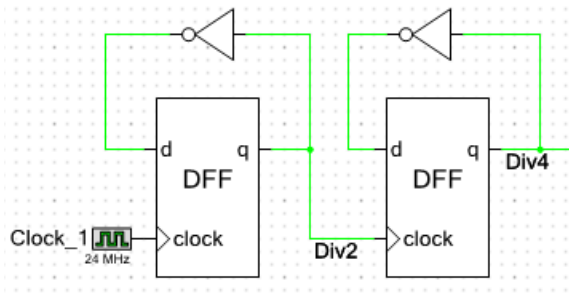 d q
DFF
clock
Clock_1
24 MHz
Div2
d q
DFF
clock
Div4